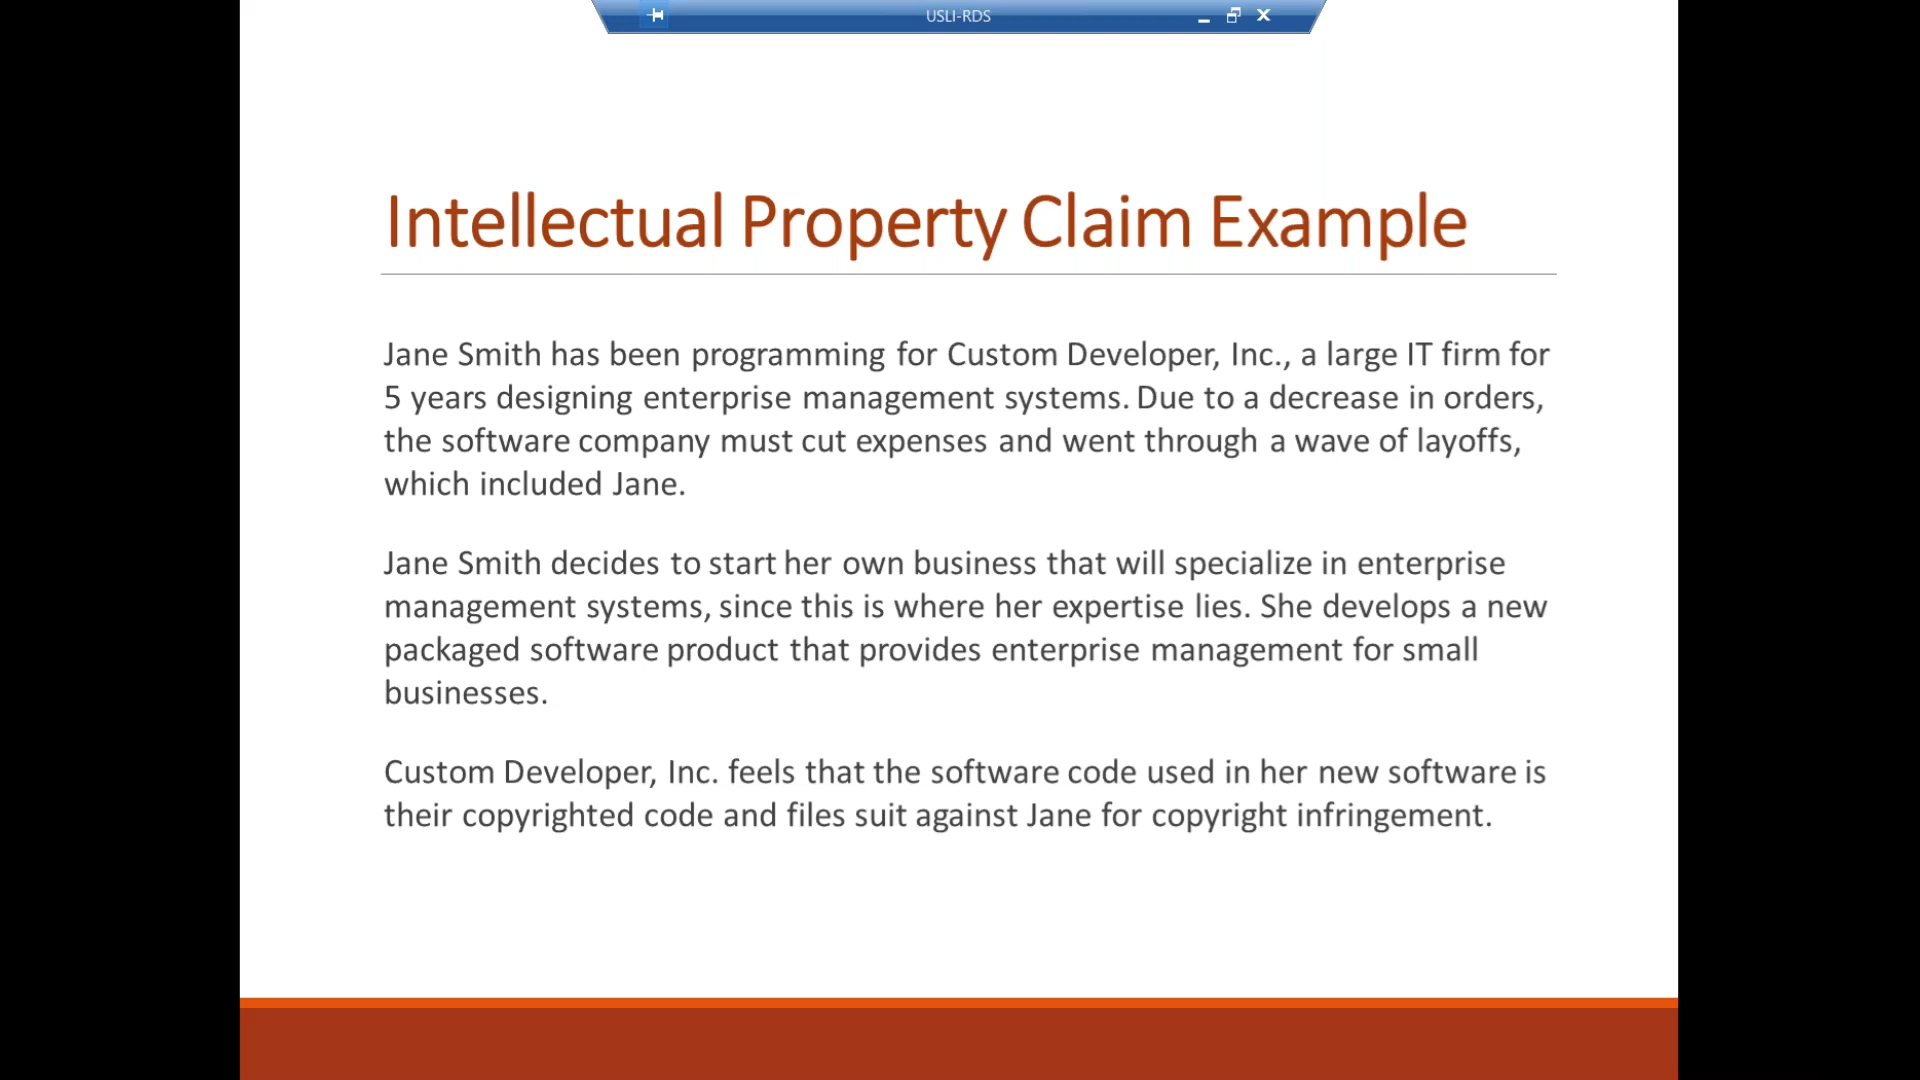 USLI-RDS
Intellectual Property Claim Example
Jane Smith has been programming for Custom Developer, Inc., a large IT firm for
5 years designing enterprise management systems. Due to a decrease in orders,
the software company must cut expenses and went through a wave of layoffs,
which included Jane.
Jane Smith decides to start her own business that will specialize in enterprise
management systems, since this is where her expertise lies. She develops a new
packaged software product that provides enterprise management for small
businesses.
Custom Developer, Inc. feels that the software code used in her new software is
their copyrighted code and files suit against Jane for copyright infringement.